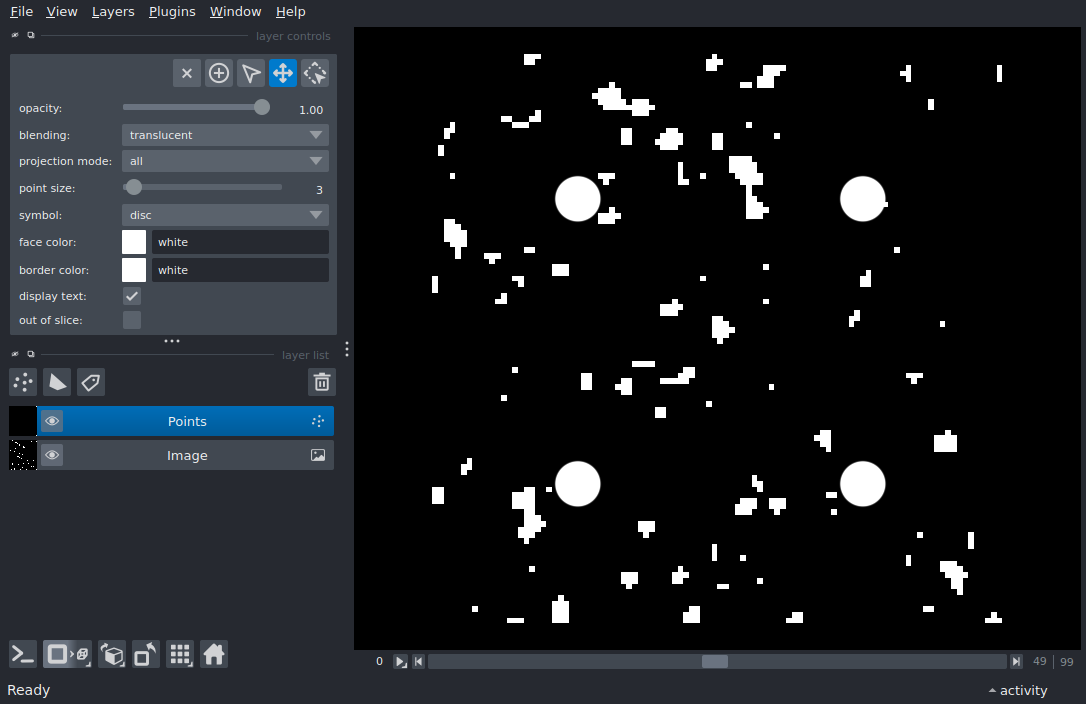 File View Layers Plugins Window Help
layer controls
opacity: 1.00
blending: translucent
projection mode: all
point size: 3
symbol: disc
face color: white
border color: white
display text:
out of slice:
layer list
Points
Image
0 49 99
Ready activity